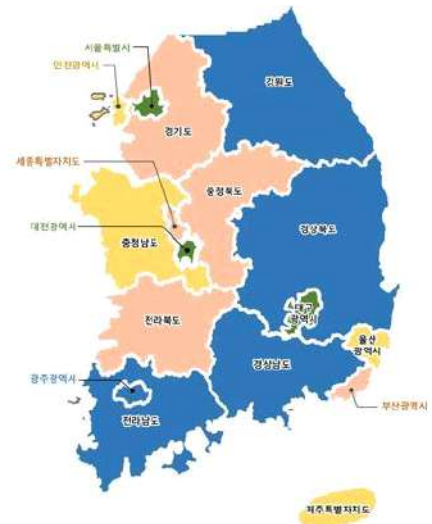 서울특별시
인천광역시
강원도
경기도
세종특별자치도
충청북도
대전광역시
충청남도
경상북도
대구
광역시
전라북도
울산
광역시
경상남도
광주광역시
부산광역시
전라남도
제주특별자치도